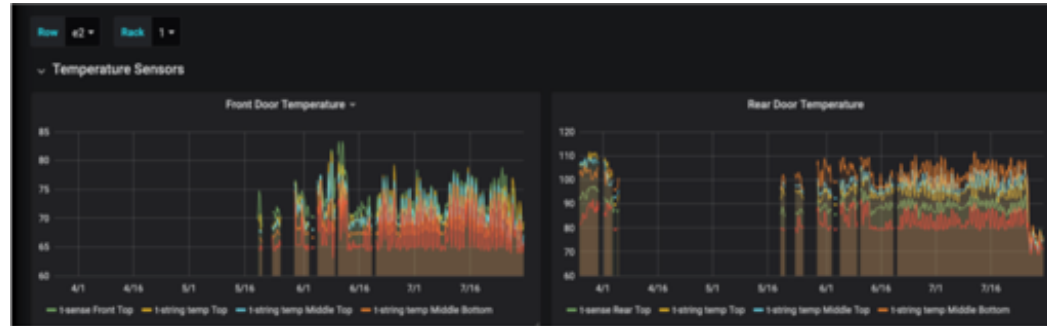 Row e2 Rack 1
Temperature Sensors
Front Door Temperature
85
80
75
70
65
60
4/1 4/16 5/1 5/16 6/1 6/16 7/1 7/16
t-sense Front Top t-string temp Top t-string temp Middle Top t-string temp Middle Bottom
Rear Door Temperature
120
110
100
90
80
70
60
4/1 4/16 5/1 5/16 6/1 6/16 7/1 7/16
t-sense Rear Top t-string temp Top t-string temp Middle Top t-string temp Middle Bottom